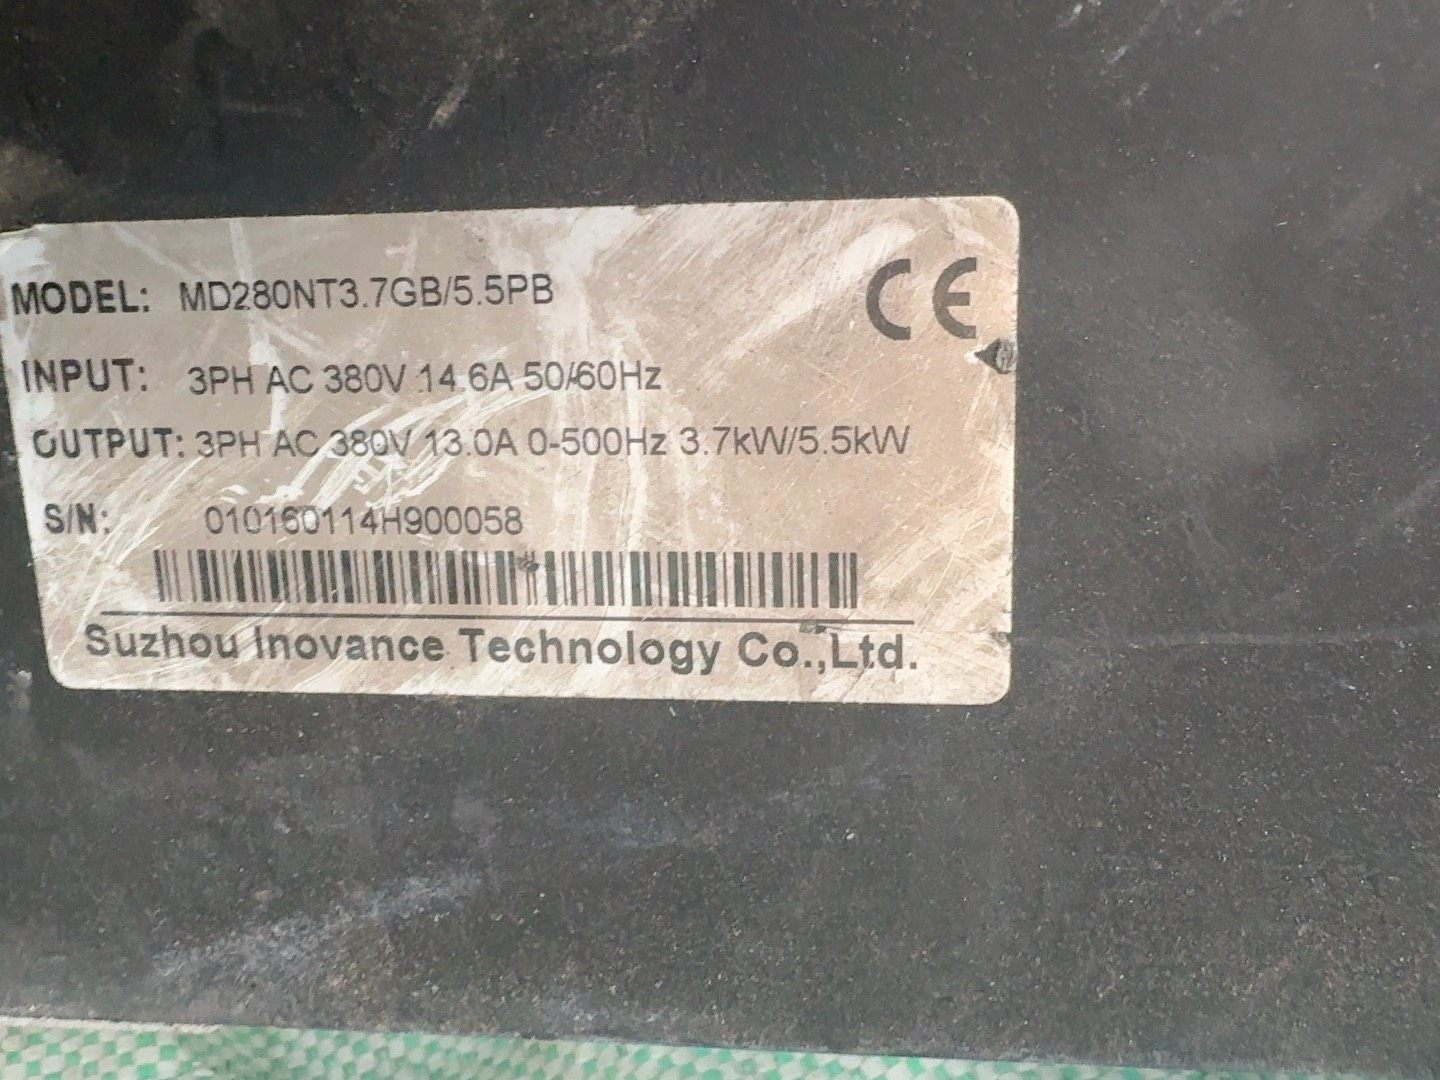 MODEL: MD280NT3.7GB/5.5PB
CE
INPUT: 3PH AC 380V 14.6A 50/60Hz
OUTPUT: 3PH AC 380V 13.0A 0-500Hz 3.7kW/5.5kW
S/N: 010160114H900058
Suzhou Inovance Technology Co.,Ltd.